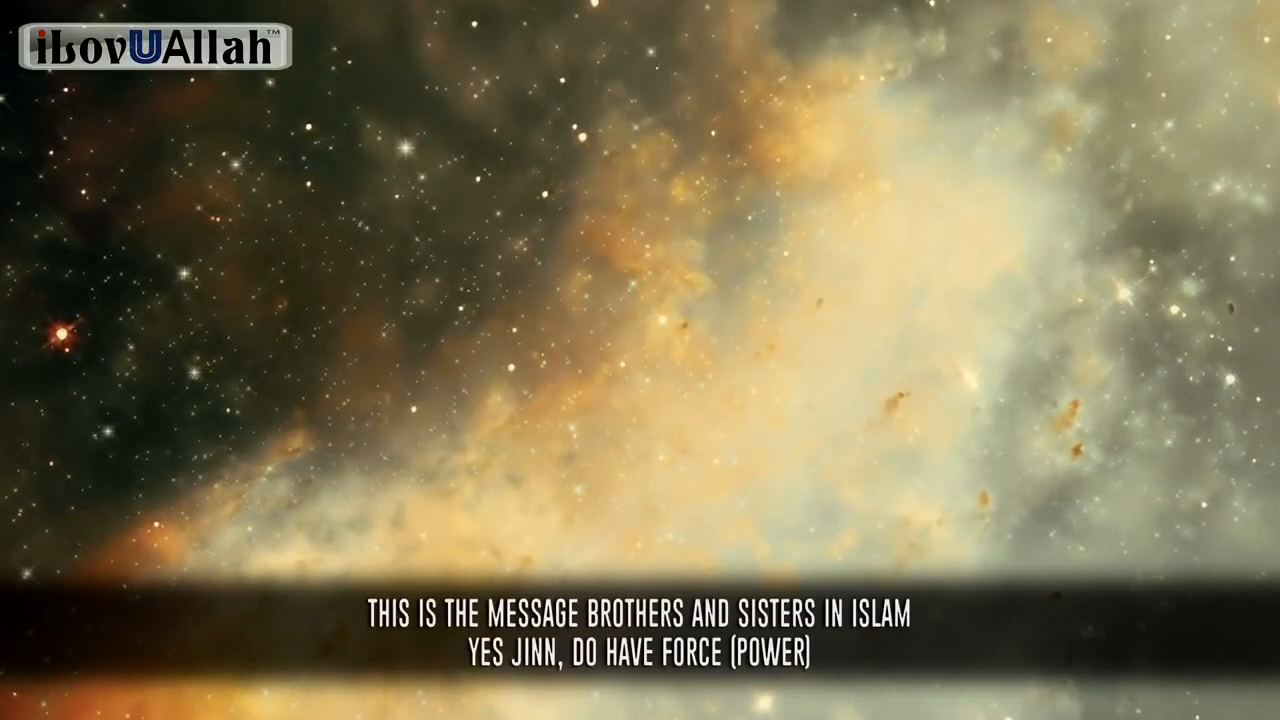 iLovUAllah™
THIS IS THE MESSAGE BROTHERS AND SISTERS IN ISLAM
YES JINN, DO HAVE FORCE (POWER)